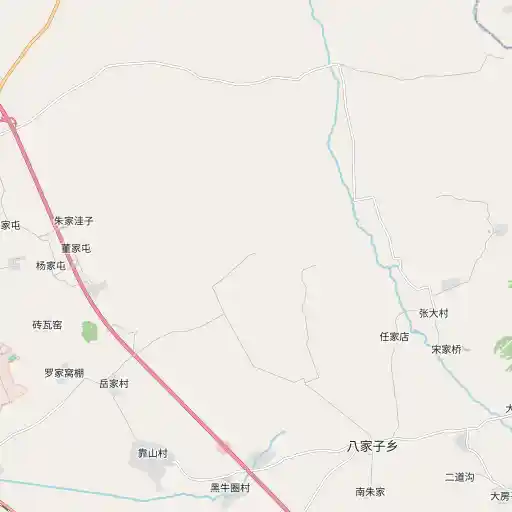 朱家洼子
家屯
董家屯
杨家屯
张大村
砖瓦窑
任家店
宋家桥
罗家窝棚
岳家村
大
八家子乡
靠山村
二道沟
黑牛圈村
南朱家
大房